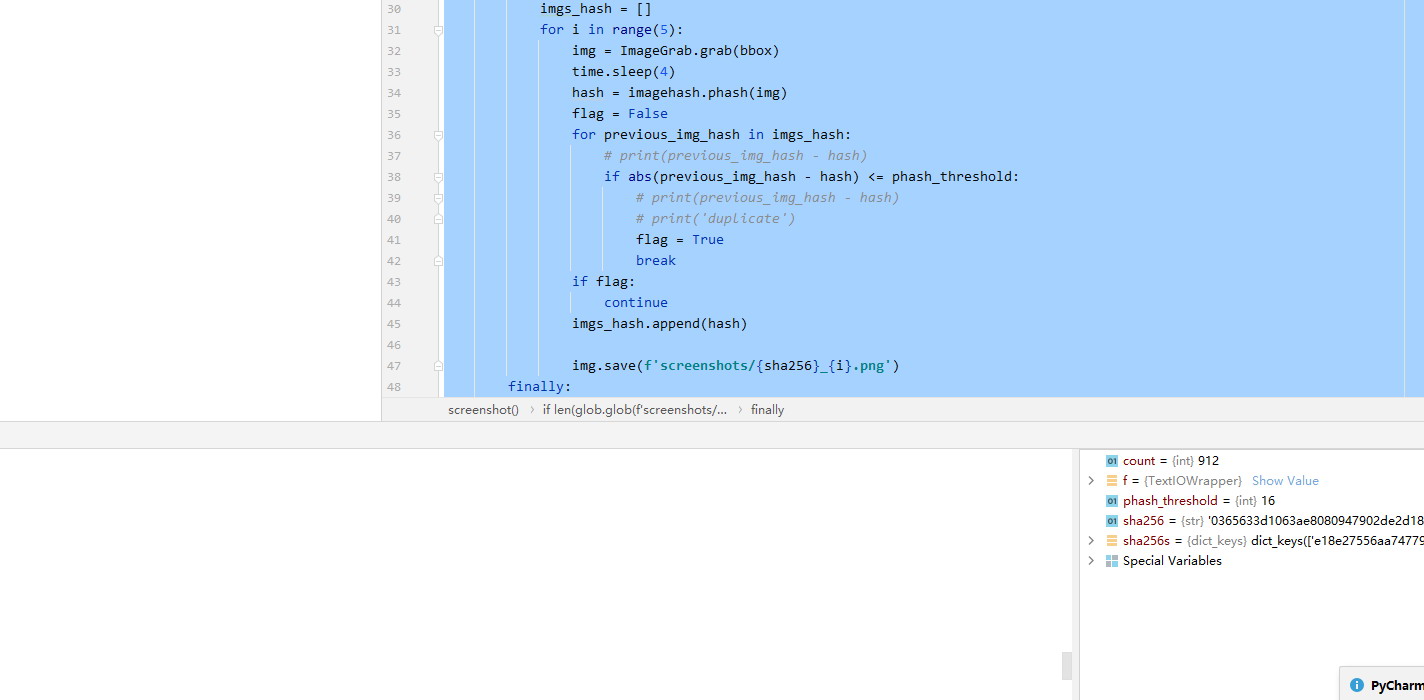 30 imgs_hash = []
31 for i in range(5):
32 img = ImageGrab.grab(bbox)
33 time.sleep(4)
34 hash = imagehash.phash(img)
35 flag = False
36 for previous_img_hash in imgs_hash:
37 # print(previous_img_hash - hash)
38 if abs(previous_img_hash - hash) <= phash_threshold:
39 # print(previous_img_hash - hash)
40 # print('duplicate')
41 flag = True
42 break
43 if flag:
44 continue
45 imgs_hash.append(hash)
46
47 img.save(f'screenshots/{sha256}_{i}.png')
48 finally:
screenshot() › if len(glob.glob(f'screenshots/... › finally
01 count = {int} 912
f = {TextIOWrapper} Show Value
01 phash_threshold = {int} 16
01 sha256 = {str} '0365633d1063ae8080947902de2d18
sha256s = {dict_keys} dict_keys(['e18e27556aa74779
Special Variables
i PyCharm